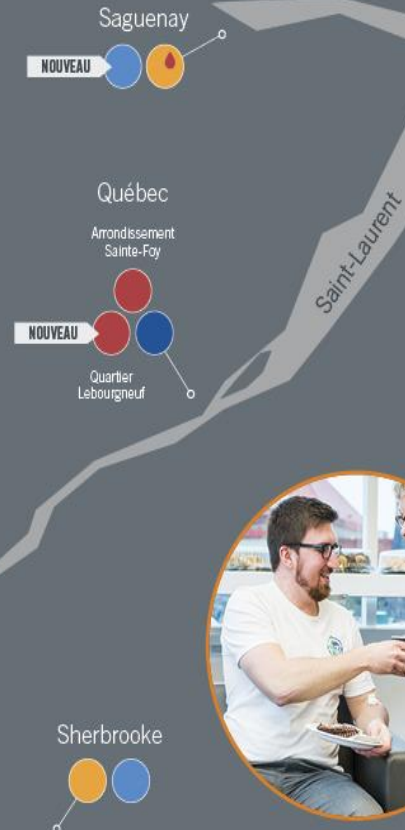 Saguenay
NOUVEAU
Québec
Arrondissement
Sainte-Foy
Saint-Laurent
NOUVEAU
Quartier
Lebourgneuf
Sherbrooke